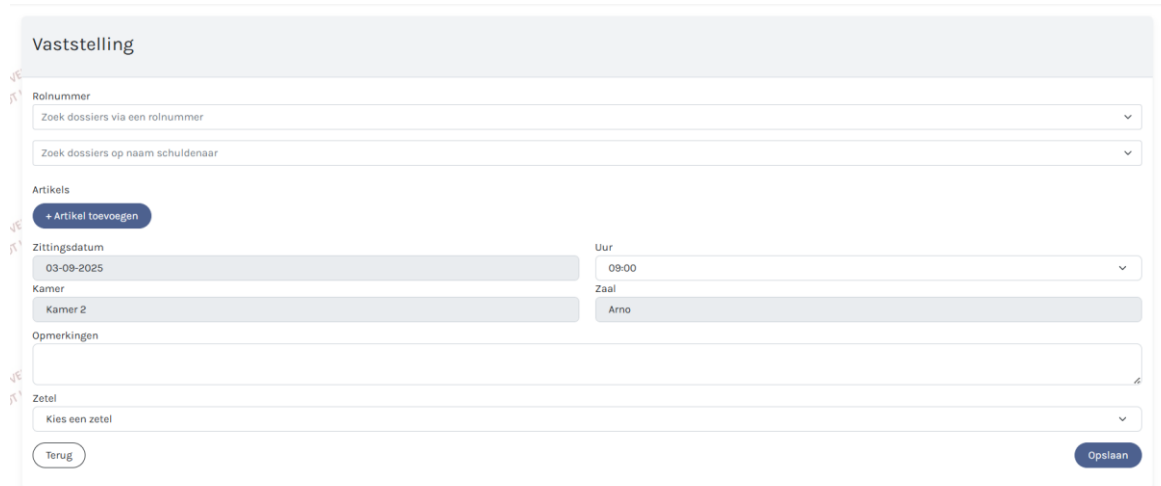 Vaststelling
Rolnummer
Zoek dossiers via een rolnummer
Zoek dossiers op naam schuldenaar
Artikels
+ Artikel toevoegen
Zittingsdatum
Uur
03-09-2025
09:00
Kamer
Zaal
Kamer 2
Arno
Opmerkingen
Zetel
Kies een zetel
Terug
Opslaan